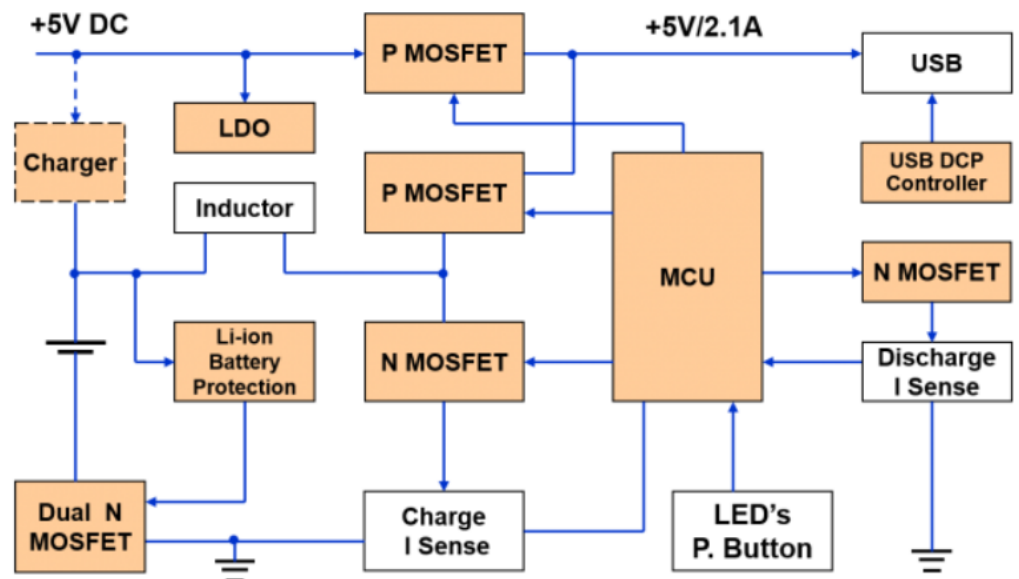 +5V DC
P MOSFET
+5V/2.1A
USB
LDO
Charger
P MOSFET
USB DCP
Controller
Inductor
MCU
N MOSFET
Li-ion
Battery
Protection
N MOSFET
Discharge
I Sense
Dual N
MOSFET
Charge
I Sense
LED's
P. Button